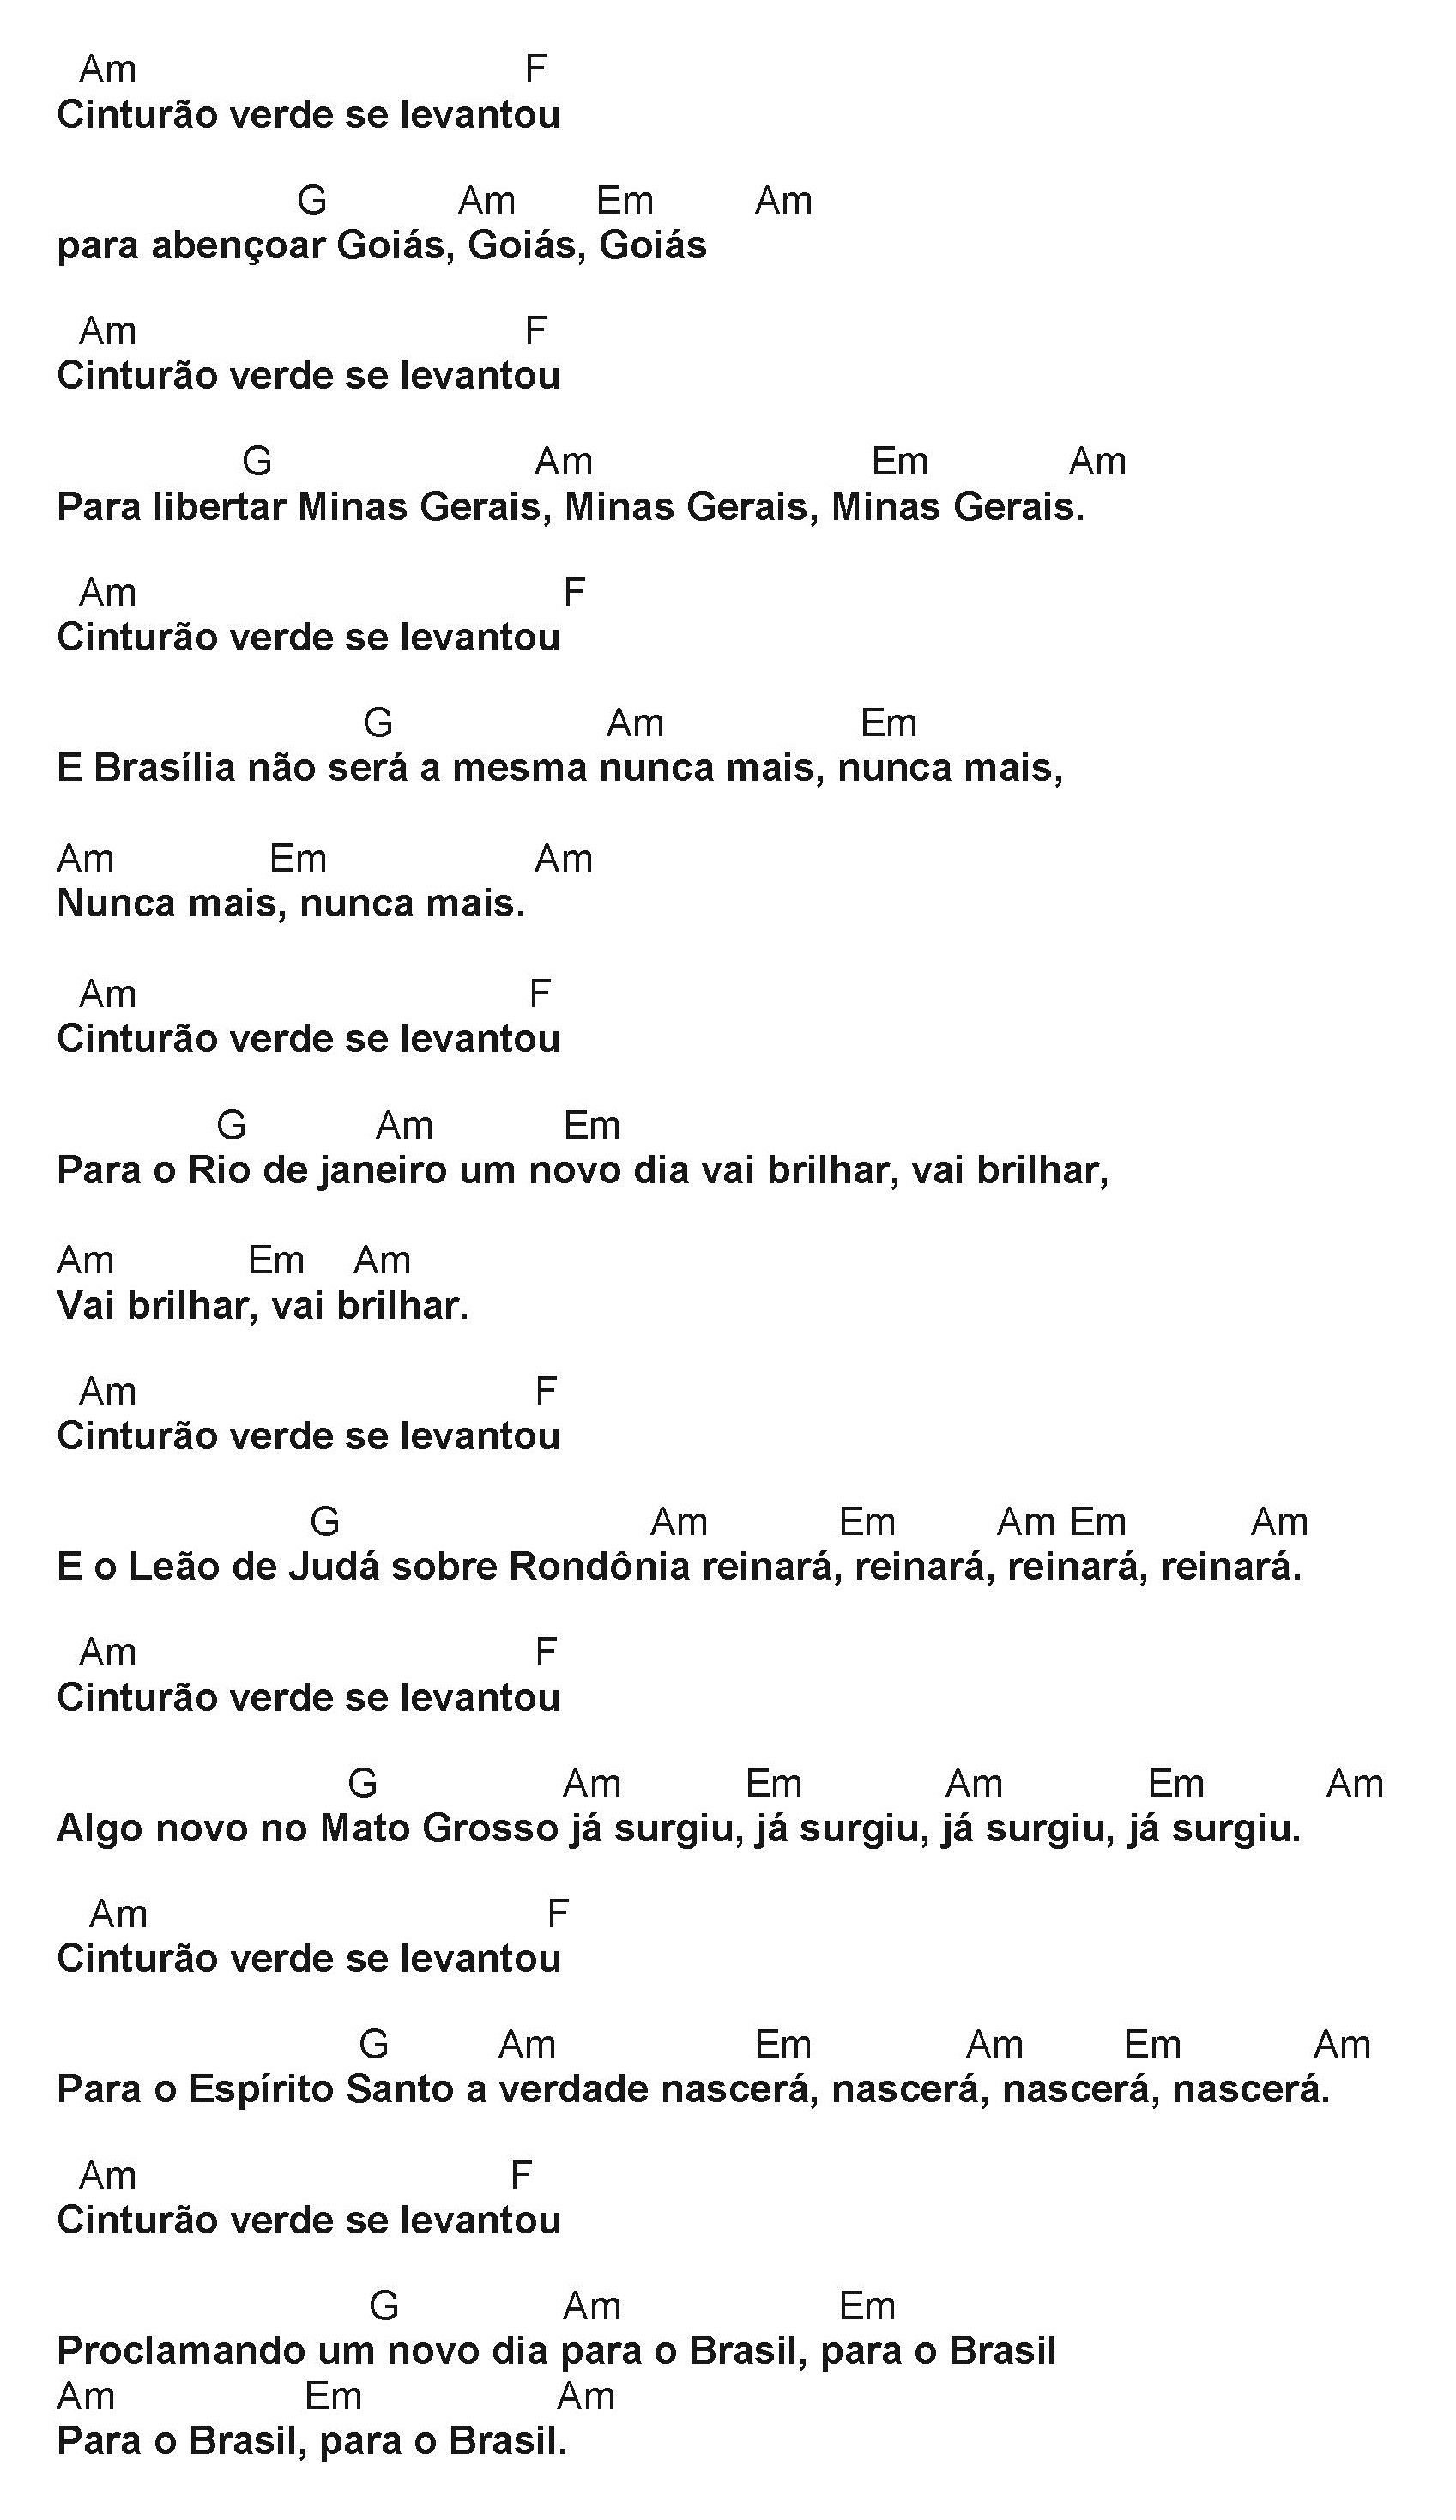 Am F
Cinturão verde se levantou
G Am Em Am
para abençoar Goiás, Goiás, Goiás
Am F
Cinturão verde se levantou
G Am Em Am
Para libertar Minas Gerais, Minas Gerais, Minas Gerais.
Am F
Cinturão verde se levantou
G Am Em
E Brasília não será a mesma nunca mais, nunca mais,
Am Em Am
Nunca mais, nunca mais.
Am F
Cinturão verde se levantou
G Am Em
Para o Rio de janeiro um novo dia vai brilhar, vai brilhar,
Am Em Am
Vai brilhar, vai brilhar.
Am F
Cinturão verde se levantou
G Am Em Am Em Am
E o Leão de Judá sobre Rondônia reinará, reinará, reinará, reinará.
Am F
Cinturão verde se levantou
G Am Em Am Em Am
Algo novo no Mato Grosso já surgiu, já surgiu, já surgiu, já surgiu.
Am F
Cinturão verde se levantou
G Am Em Am Em Am
Para o Espírito Santo a verdade nascerá, nascerá, nascerá, nascerá.
Am F
Cinturão verde se levantou
G Am Em
Proclamando um novo dia para o Brasil, para o Brasil
Am Em Am
Para o Brasil, para o Brasil.